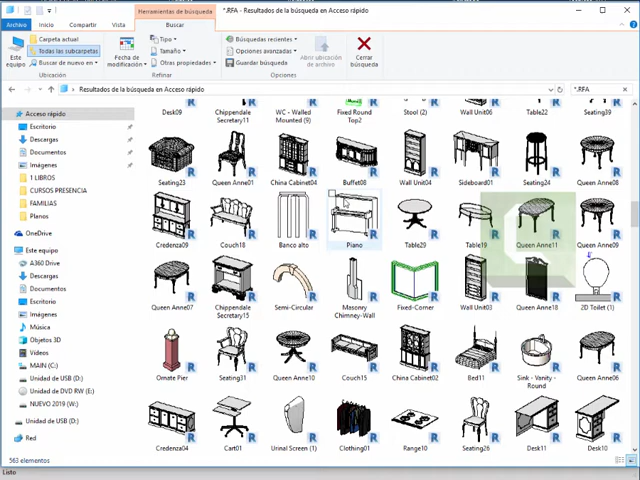 Herramientas de búsqueda
*.RFA - Resultados de la búsqueda en Acceso rápido
Archivo
Inicio
Compartir
Vista
Buscar
Este equipo
Carpeta actual
Todas las subcarpetas
Buscar de nuevo en
Ubicación
Fecha de modificación
Tipo
Tamaño
Otras propiedades
Refinar
Búsquedas recientes
Opciones avanzadas
Guardar búsqueda
Abrir ubicación de archivo
Opciones
Cerrar búsqueda
Resultados de la búsqueda en Acceso rápido
*.RFA
Acceso rápido
Escritorio
Descargas
Documentos
Imágenes
1 LIBROS
CURSOS PRESENCIA
FAMILIAS
Planos
OneDrive
Este equipo
A360 Drive
Descargas
Documentos
Escritorio
Imágenes
Música
Objetos 3D
Vídeos
MAIN (C:)
Unidad de USB (D:)
Unidad de DVD RW (E:)
NUEVO 2019 (W:)
Unidad de USB (D:)
Red
Desk09
Chippendale Secretary11
WC - Walled Mounted (9)
Fixed Round Top2
Stool (2)
Wall Unit06
Table22
Seating39
Seating23
Queen Anne01
China Cabinet04
Buffet08
Wall Unit04
Sideboard01
Seating24
Queen Anne09
Credenza09
Couch18
Banco alto
Piano
Table29
Table19
Queen Anne11
Queen Anne09
Queen Anne07
Chippendale Secretary15
Semi-Circular
Masonry Chimney-Wall
Fixed-Corner
Wall Unit03
Queen Anne18
2D Toilet (1)
Ornate Pier
Seating31
Queen Anne10
Couch15
China Cabinet02
Bed11
Sink - Vanity - Round
Queen Anne06
Credenza04
Cart01
Urinal Screen (1)
Clothing01
Range10
Seating26
Desk11
Desk10
563 elementos
Listo